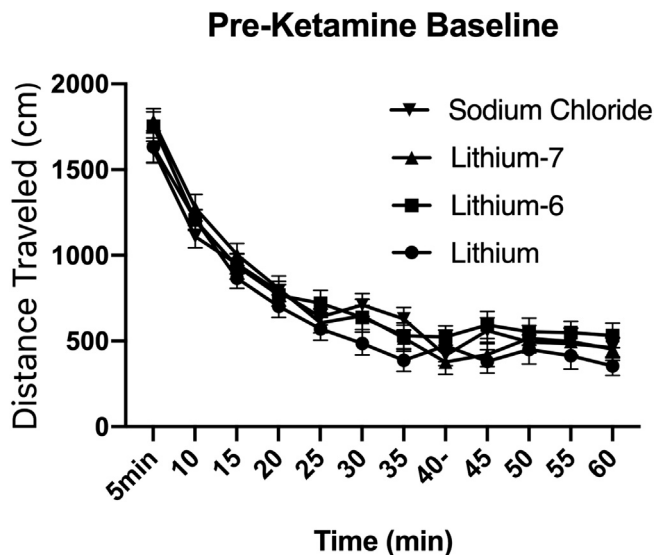 Pre-Ketamine Baseline
Distance Traveled (cm)
2000
1500
1000
500
0
Sodium Chloride
Lithium-7
Lithium-6
Lithium
5min 10 15 20 25 30 35 40- 45 50 55 60
Time (min)